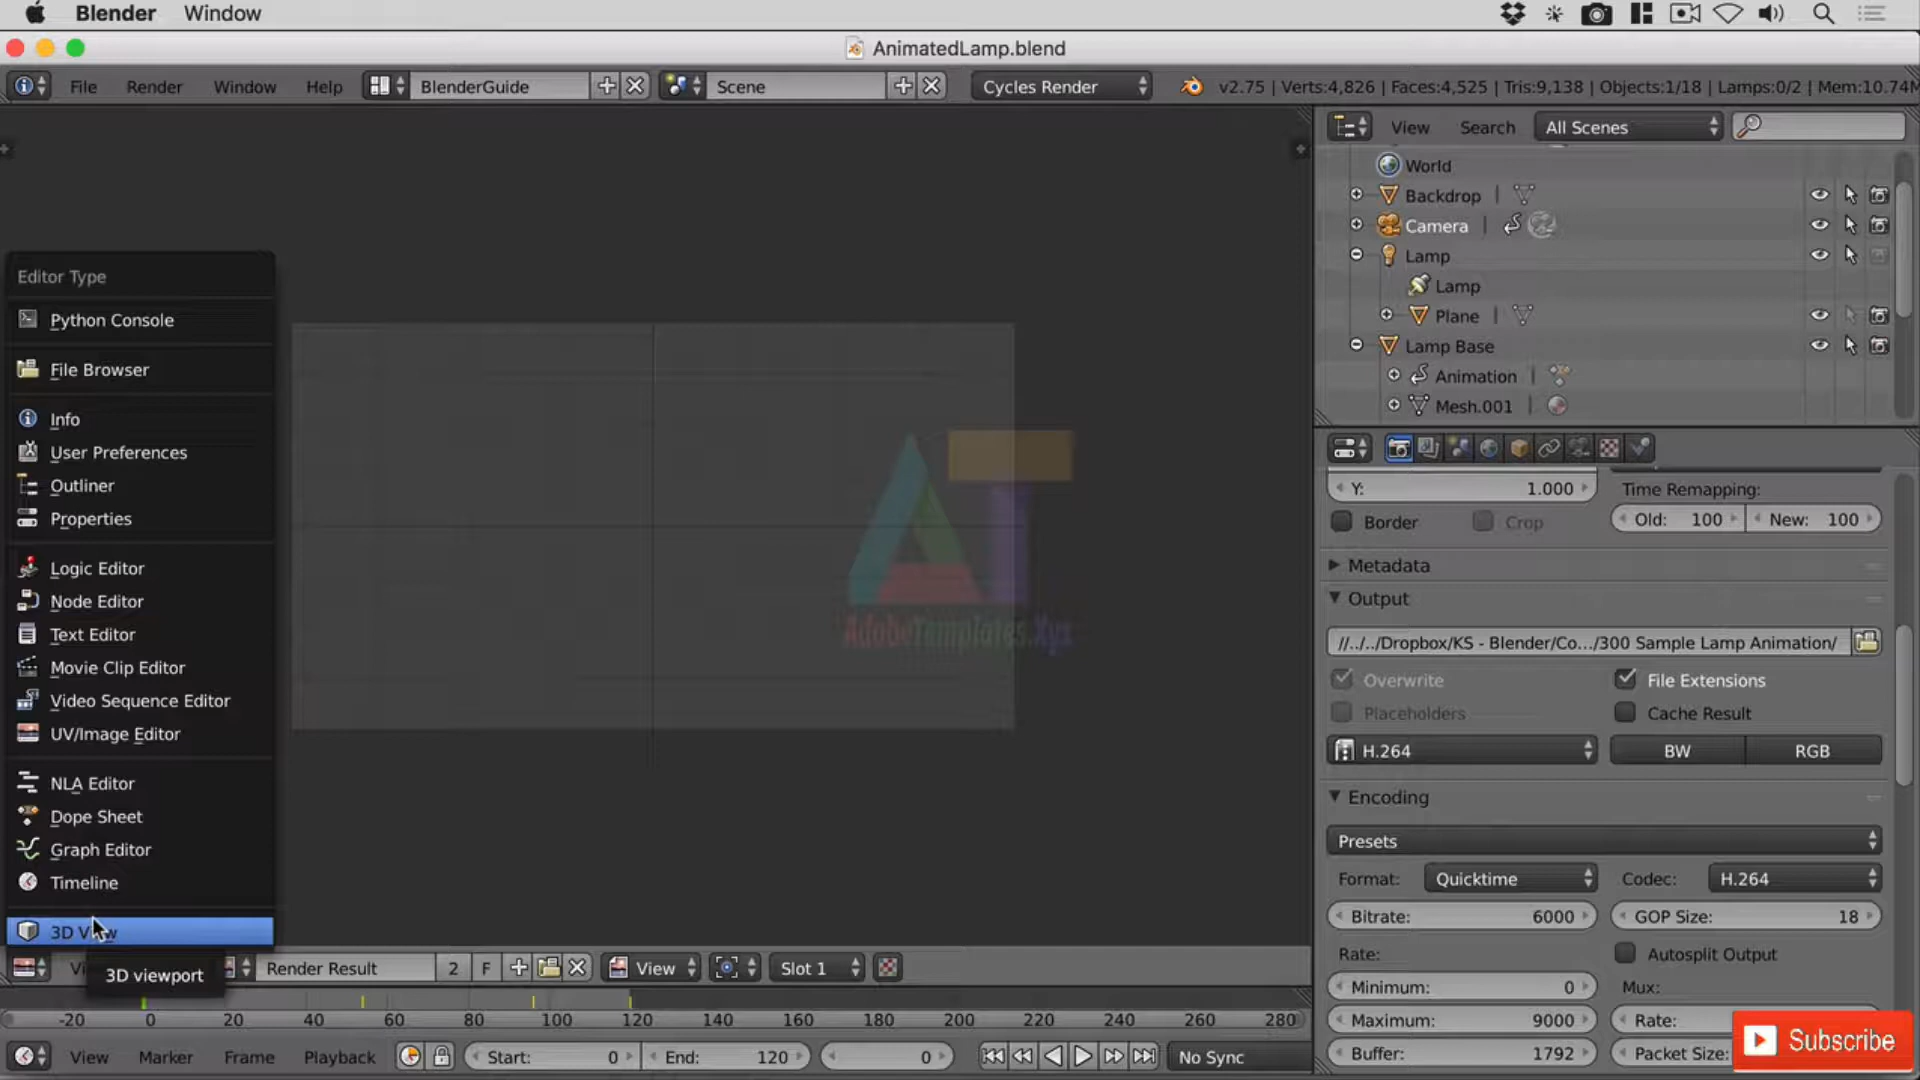 Blender Window
AnimatedLamp.blend
File Render Window Help BlenderGuide Scene Cycles Render v2.75 | Verts:4,826 | Faces:4,525 | Tris:9,138 | Objects:1/18 | Lamps:0/2 | Mem:10.74M
View Search All Scenes
World
Backdrop
Camera
Lamp
Lamp
Plane
Lamp Base
Animation
Mesh.001
Editor Type
Python Console
File Browser
Info
User Preferences
Outliner
Properties
Logic Editor
Node Editor
Text Editor
Movie Clip Editor
Video Sequence Editor
UV/Image Editor
NLA Editor
Dope Sheet
Graph Editor
Timeline
3D View
3D viewport
AdobeTemplates.Xyz
Y: 1.000 Time Remapping:
Border Crop Old: 100 New: 100
Metadata
Output
//../../Dropbox/KS - Blender/Co.../300 Sample Lamp Animation/
Overwrite File Extensions
Placeholders Cache Result
H.264 BW RGB
Encoding
Presets
Format: Quicktime Codec: H.264
Bitrate: 6000 GOP Size: 18
Rate: Autosplit Output
Minimum: 0 Mux:
Maximum: 9000 Rate:
Buffer: 1792 Packet Size:
Subscribe
Render Result 2 F View Slot 1
-20 0 20 40 60 80 100 120 140 160 180 200 220 240 260 280
View Marker Frame Playback Start: 0 End: 120 0 No Sync